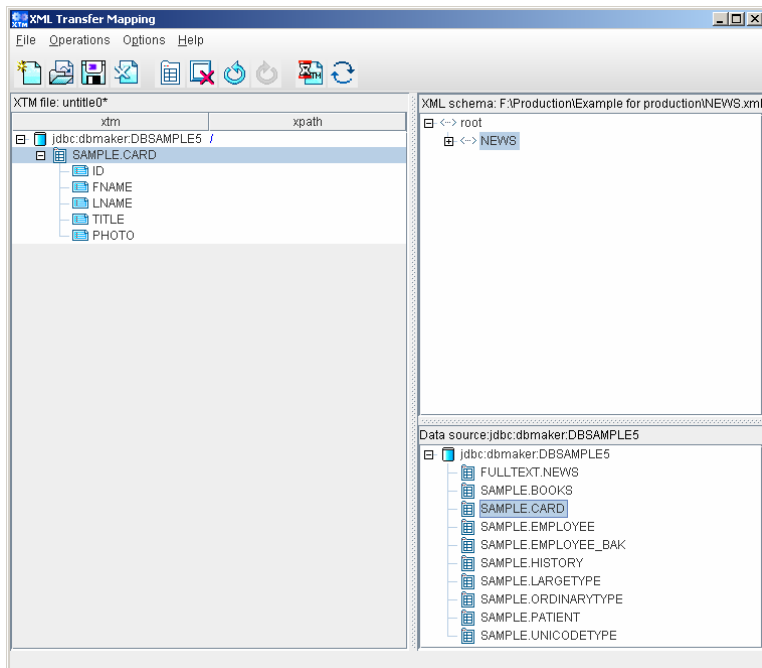 XML Transfer Mapping
File Operations Options Help
XTM file: untitle0*
xtm xpath
jdbc:dbmaker:DBSAMPLE5 /
SAMPLE.CARD
ID
FNAME
LNAME
TITLE
PHOTO
XML schema: F:\Production\Example for production\NEWS.xml
<--> root
<--> NEWS
Data source:jdbc:dbmaker:DBSAMPLE5
jdbc:dbmaker:DBSAMPLE5
FULLTEXT.NEWS
SAMPLE.BOOKS
SAMPLE.CARD
SAMPLE.EMPLOYEE
SAMPLE.EMPLOYEE_BAK
SAMPLE.HISTORY
SAMPLE.LARGETYPE
SAMPLE.ORDINARYTYPE
SAMPLE.PATIENT
SAMPLE.UNICODETYPE